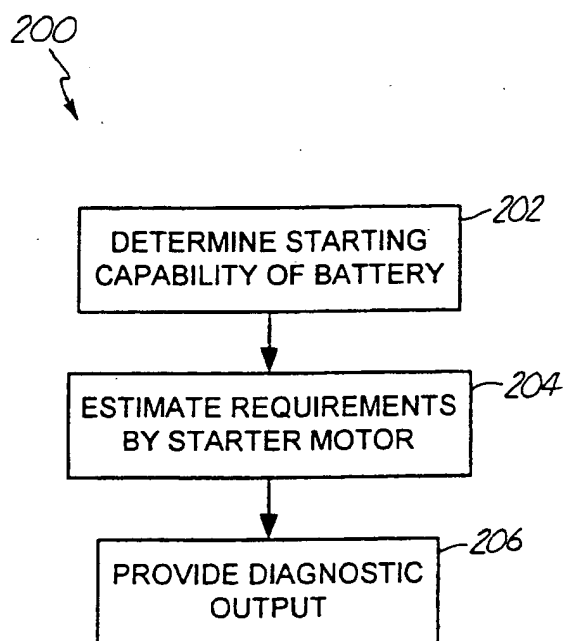 200
202
DETERMINE STARTING
CAPABILITY OF BATTERY
204
ESTIMATE REQUIREMENTS
BY STARTER MOTOR
206
PROVIDE DIAGNOSTIC
OUTPUT